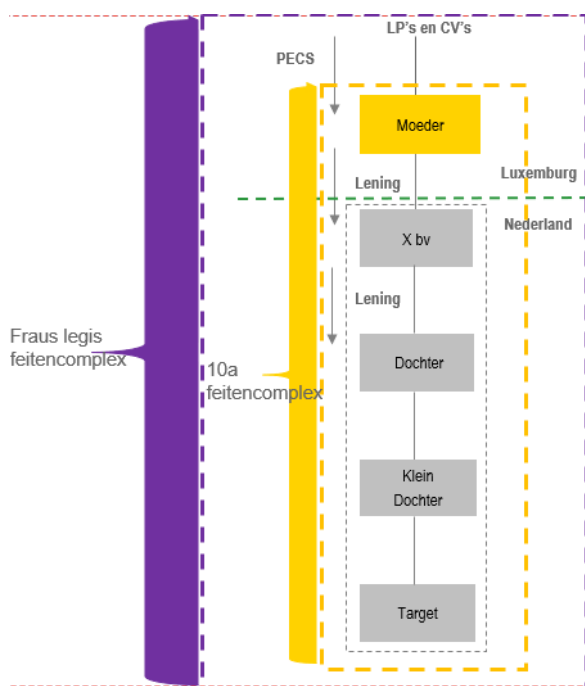 LP's en CV's
PECS
Moeder
Luxemburg
Lening
Nederland
X bv
Lening
Fraus legis
feitencomplex
10a
feitencomplex
Dochter
Klein
Dochter
Target